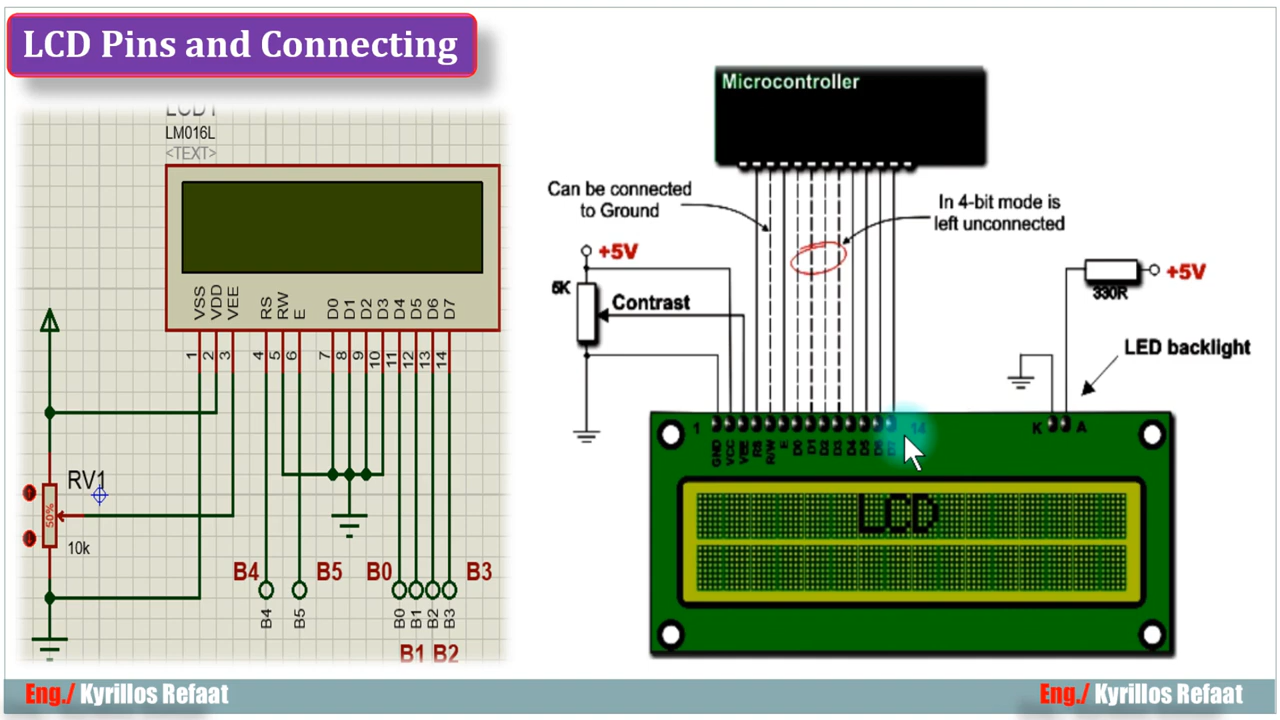 LCD Pins and Connecting
LCD1
LM016L
<TEXT>
VSS
VDD
VEE
RS
RW
E
D0
D1
D2
D3
D4
D5
D6
D7
1
2
3
4
5
6
7
8
9
10
11
12
13
14
RV1
50%
10k
B4
B5
B0
B3
B4
B5
B0
B1
B2
B3
B1 B2
Microcontroller
Can be connected
to Ground
In 4-bit mode is
left unconnected
+5V
5K
Contrast
+5V
330R
LED backlight
1
14
K
A
GND
VCC
VEE
RS
R/W
E
D0
D1
D2
D3
D4
D5
D6
D7
LCD
Eng./ Kyrillos Refaat
Eng./ Kyrillos Refaat